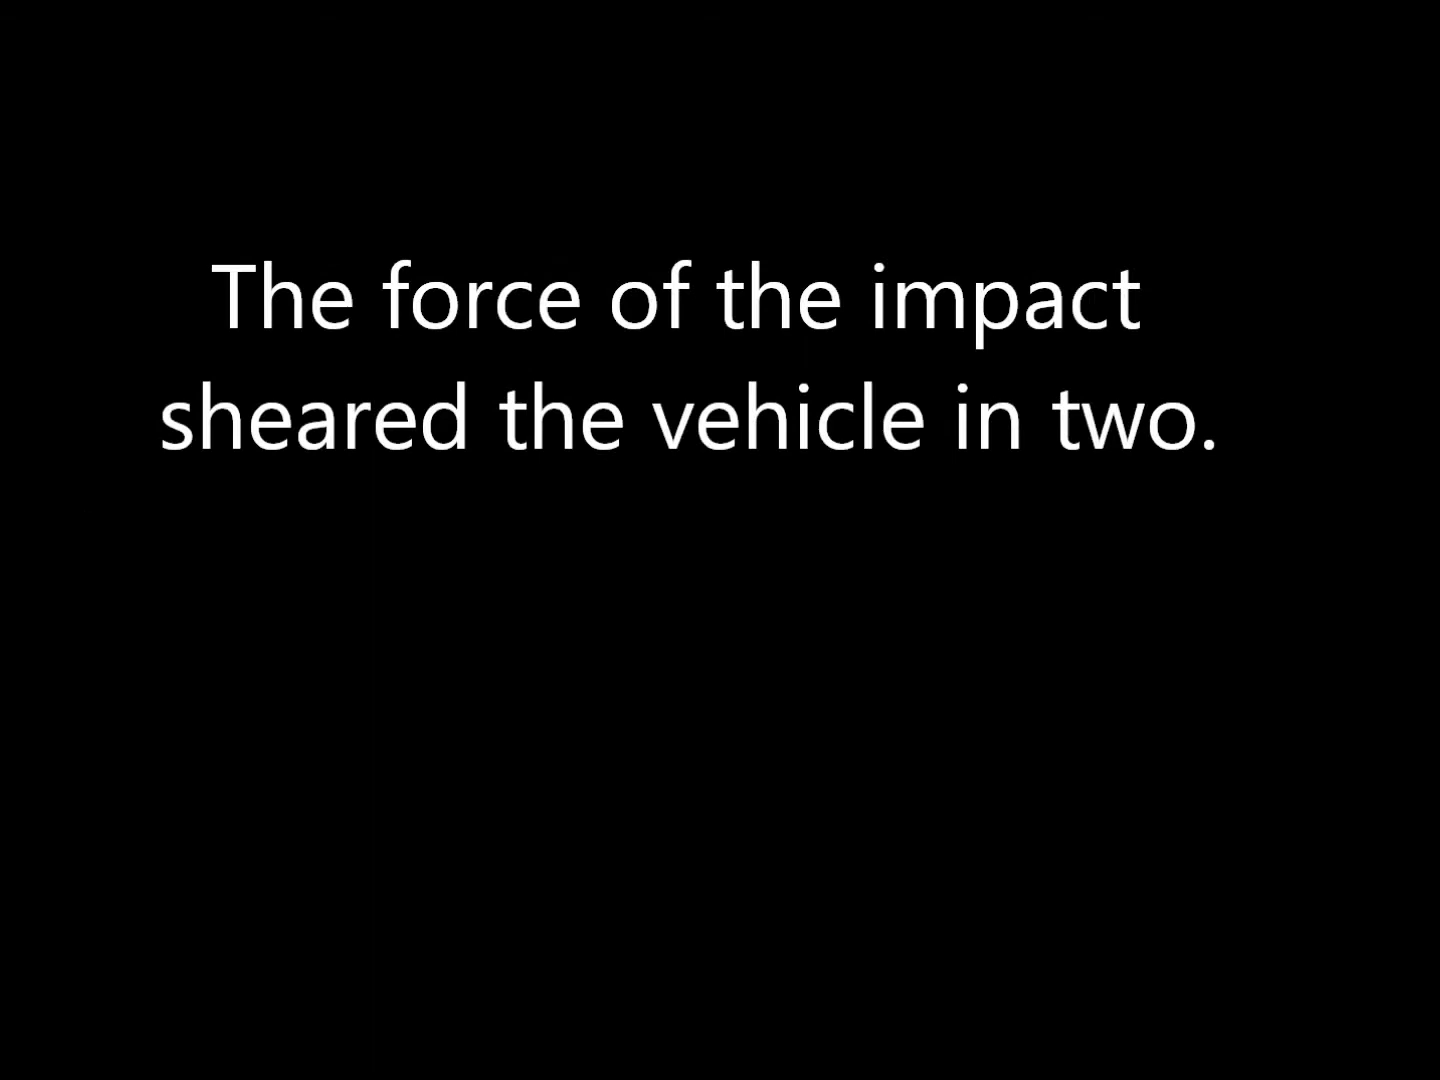 The force of the impact
sheared the vehicle in two.